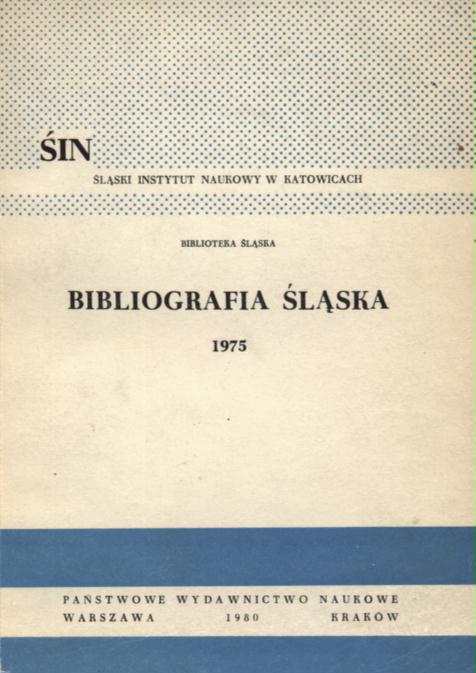 ŚIN
ŚLĄSKI INSTYTUT NAUKOWY W KATOWICACH
BIBLIOTEKA ŚLĄSKA
BIBLIOGRAFIA ŚLĄSKA
1975
PAŃSTWOWE WYDAWNICTWO NAUKOWE
WARSZAWA 1980 KRAKÓW